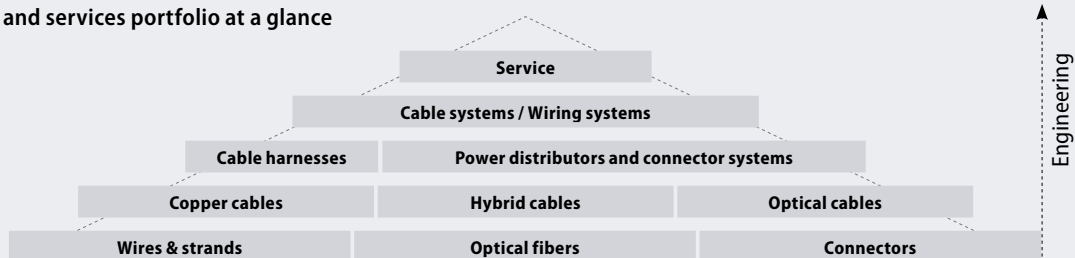 and services portfolio at a glance
Service
Cable systems / Wiring systems
Cable harnesses
Power distributors and connector systems
Copper cables
Hybrid cables
Optical cables
Wires & strands
Optical fibers
Connectors
Engineering